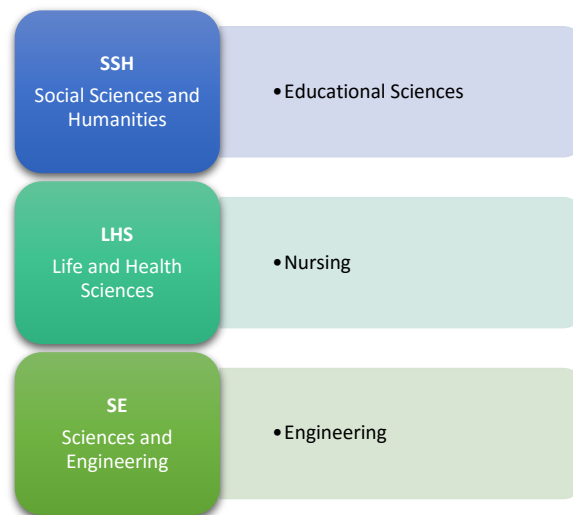 SSH
Social Sciences and
Humanities
•Educational Sciences
LHS
Life and Health
Sciences
•Nursing
SE
Sciences and
Engineering
•Engineering